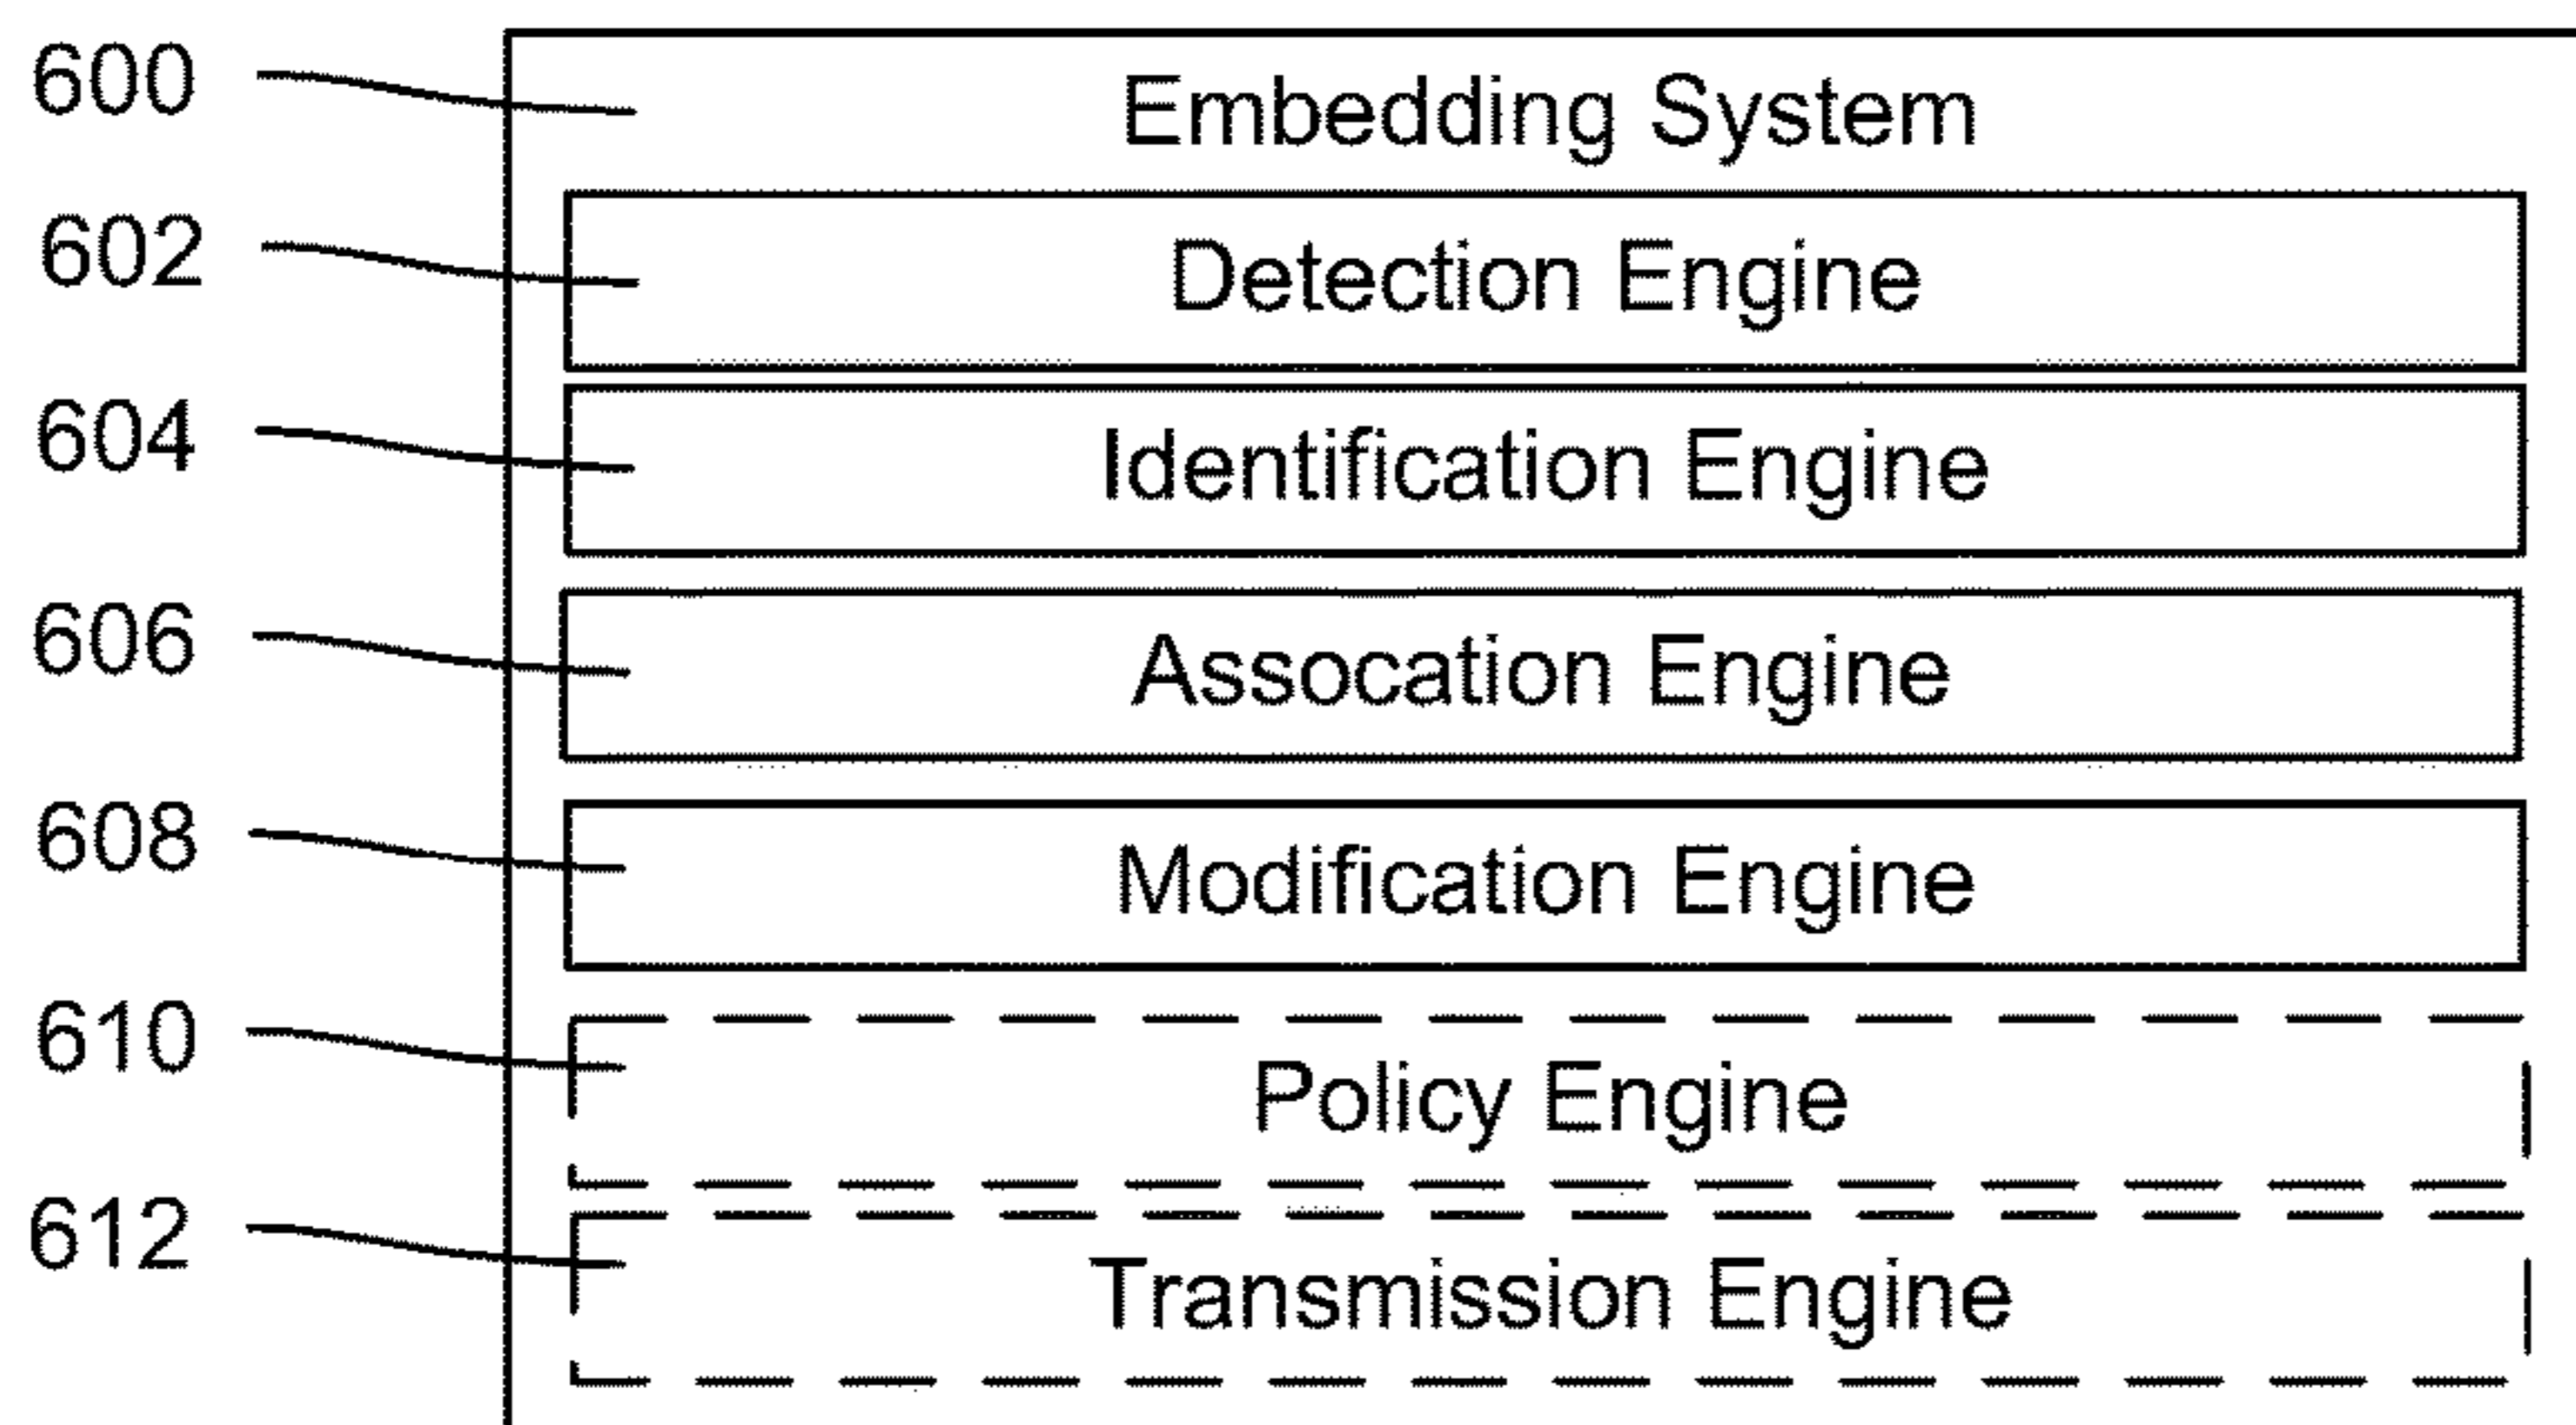 600 Embedding System
602 Detection Engine
604 Identification Engine
606 Assocation Engine
608 Modification Engine
610 Policy Engine
612 Transmission Engine